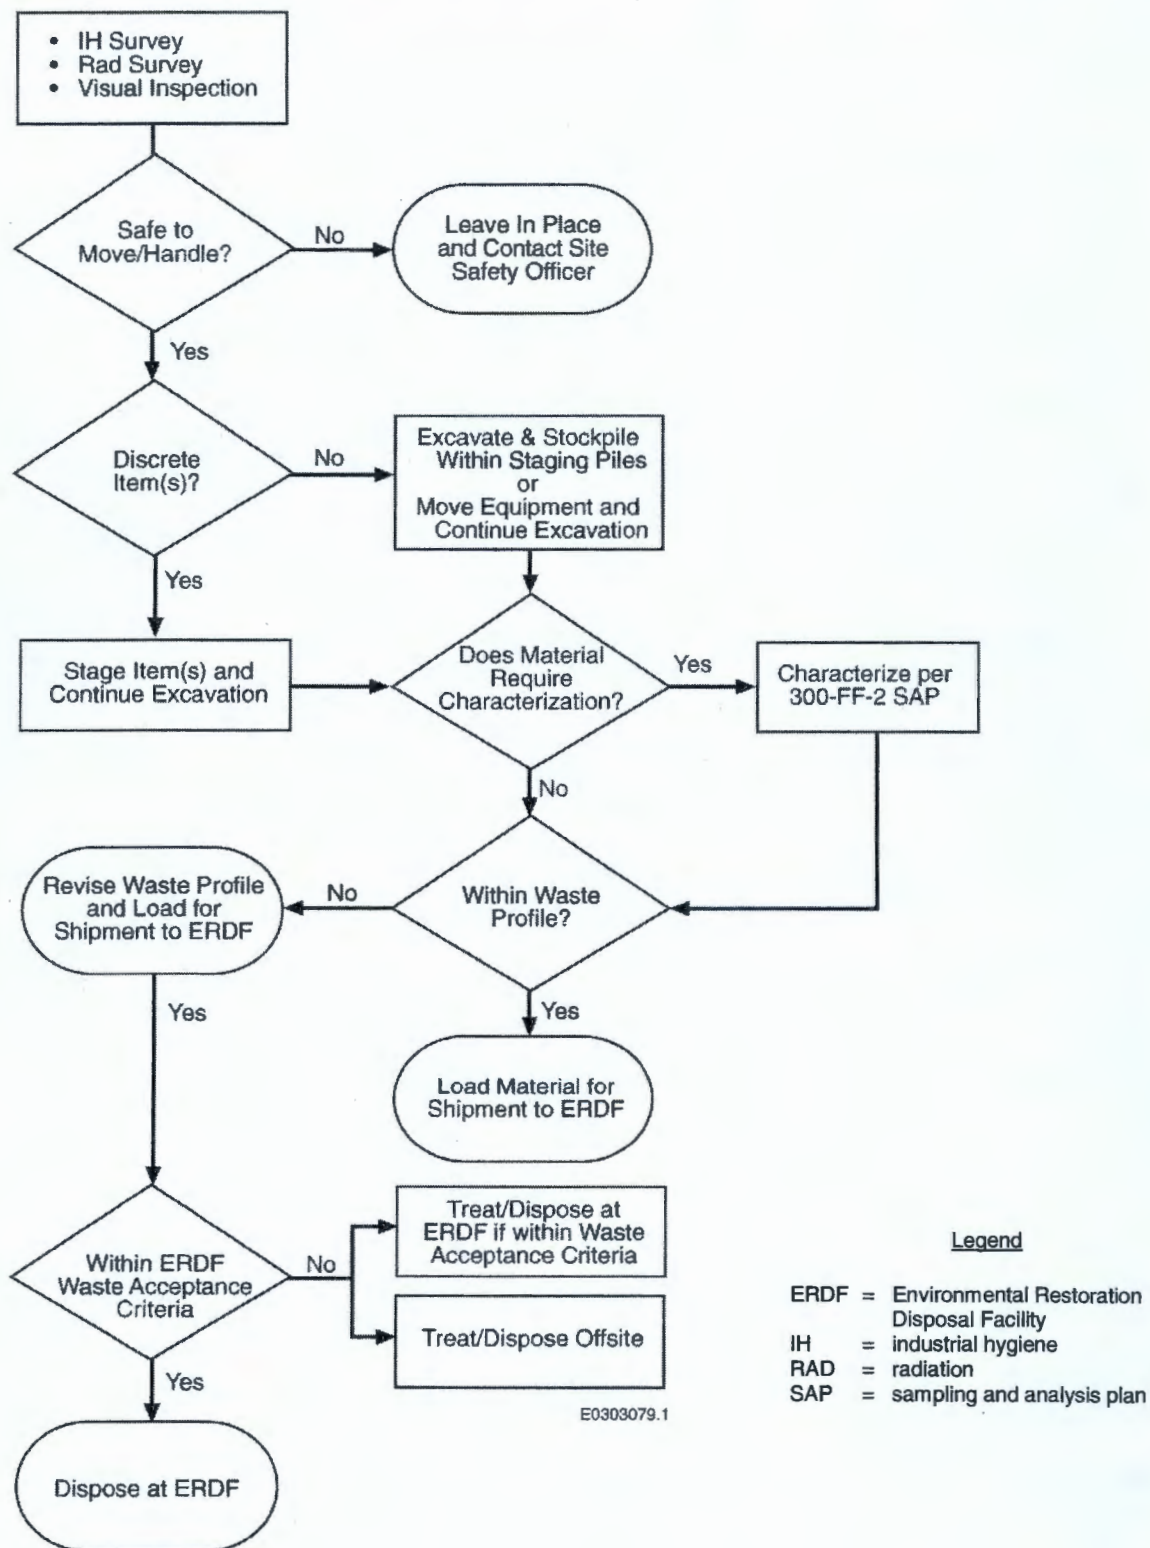 • IH Survey
• Rad Survey
• Visual Inspection
Safe to
Move/Handle?
No
Leave In Place
and Contact Site
Safety Officer
Yes
Discrete
Item(s)?
No
Excavate & Stockpile
Within Staging Piles
or
Move Equipment and
Continue Excavation
Yes
Stage Item(s) and
Continue Excavation
Does Material
Require
Characterization?
Yes
Characterize per
300-FF-2 SAP
No
Revise Waste Profile
and Load for
Shipment to ERDF
No
Within Waste
Profile?
Yes
Yes
Load Material for
Shipment to ERDF
Within ERDF
Waste Acceptance
Criteria
No
Treat/Dispose at
ERDF if within Waste
Acceptance Criteria
Treat/Dispose Offsite
Yes
E0303079.1
Dispose at ERDF
Legend
ERDF = Environmental Restoration
Disposal Facility
IH = industrial hygiene
RAD = radiation
SAP = sampling and analysis plan